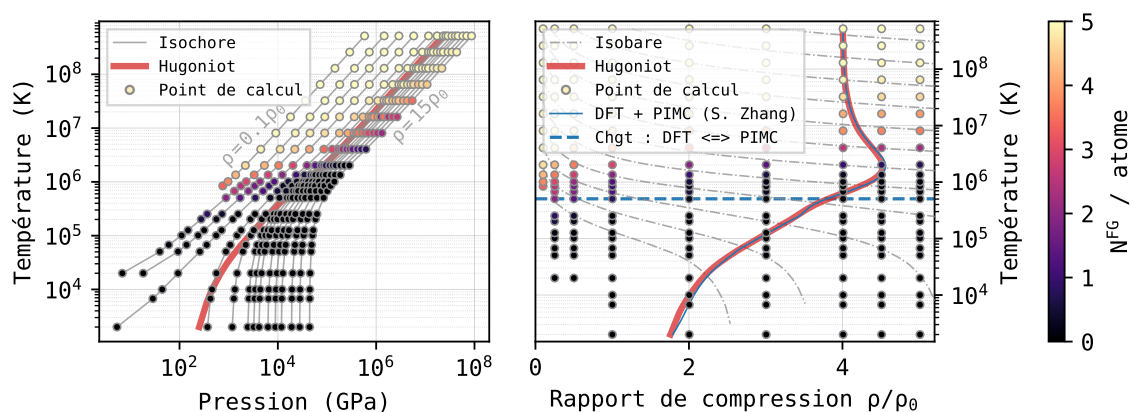 Isochore
Hugoniot
Point de calcul
ρ=0.1ρ₀
ρ=15ρ₀
10⁸
10⁷
10⁶
10⁵
10⁴
Température (K)
10² 10⁴ 10⁶ 10⁸
Pression (GPa)
Isobare
Hugoniot
Point de calcul
DFT + PIMC (S. Zhang)
Chgt : DFT <=> PIMC
10⁸
10⁷
10⁶
10⁵
10⁴
Température (K)
0 2 4
Rapport de compression ρ/ρ₀
5
4
3
2
1
0
Nᶠᴳ / atome